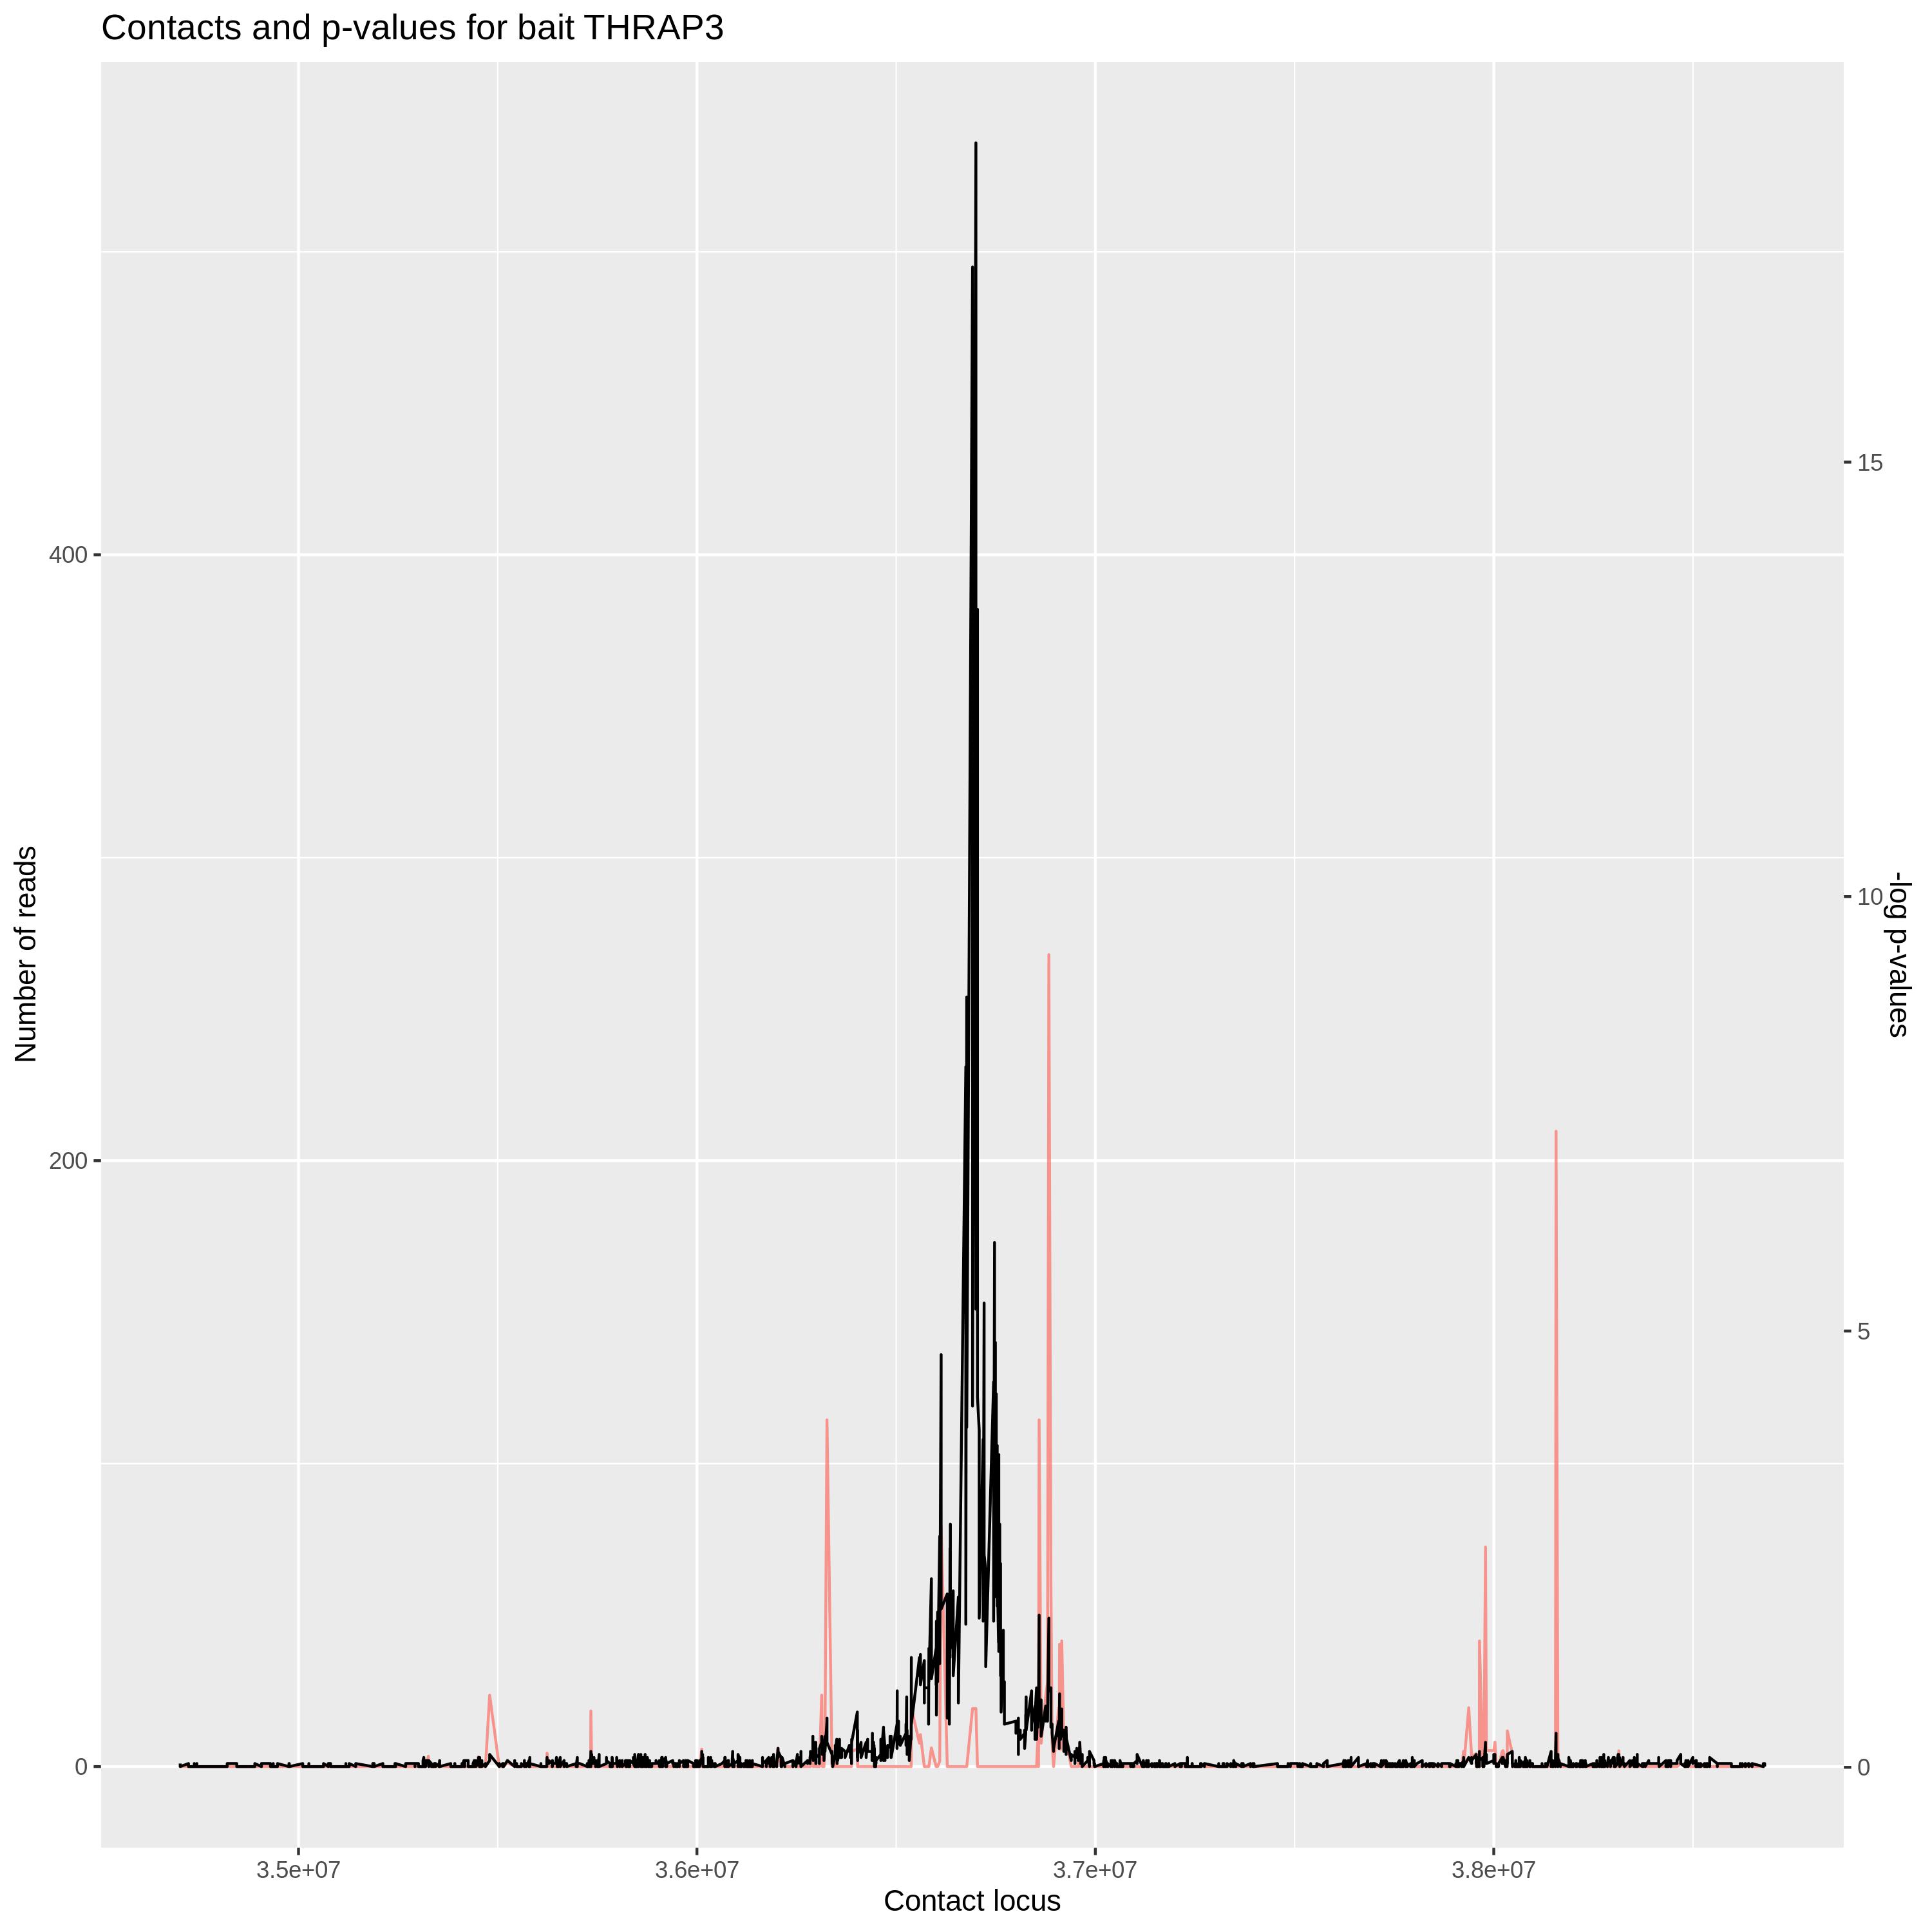 Contacts and p-values for bait THRAP3
Number of reads
400
200
0
15
10
5
0
-log p-values
3.5e+07
3.6e+07
3.7e+07
3.8e+07
Contact locus